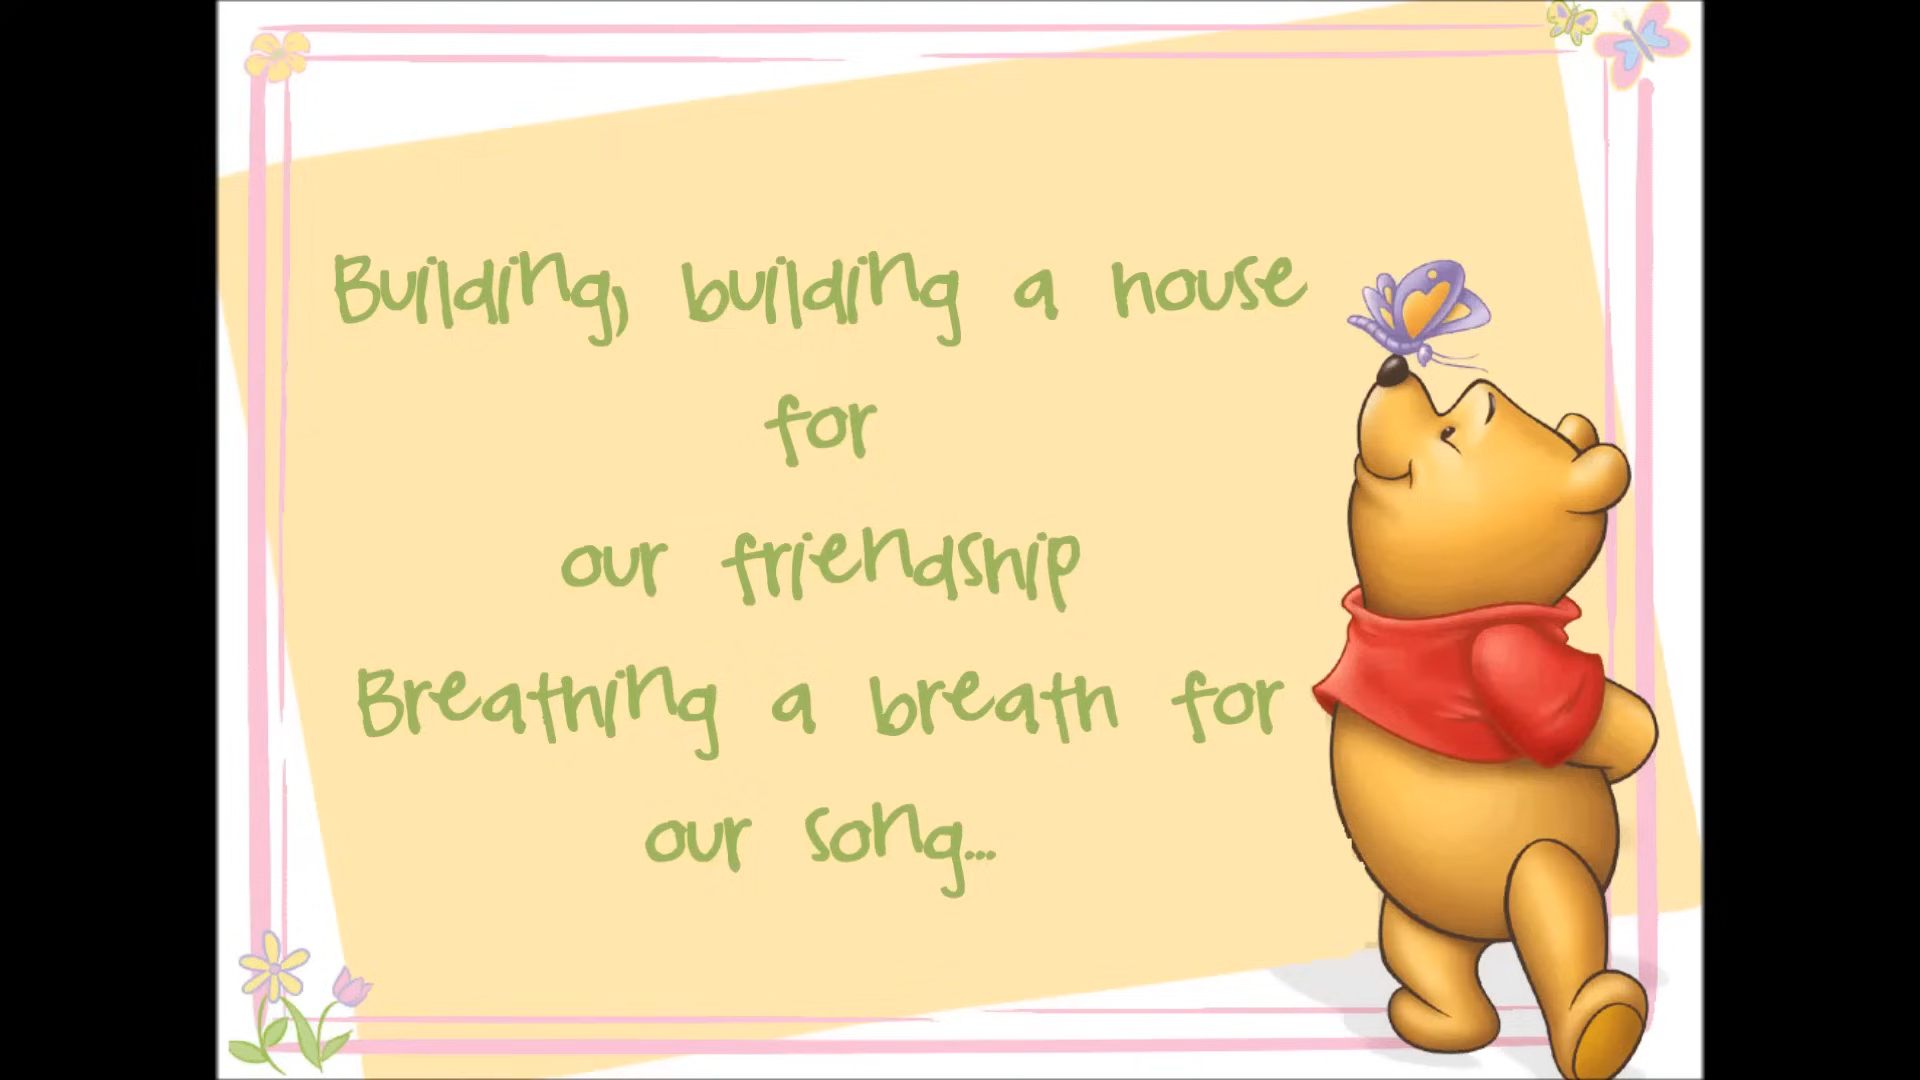 Building, building a house
for
our friendship
Breathing a breath for
our song...